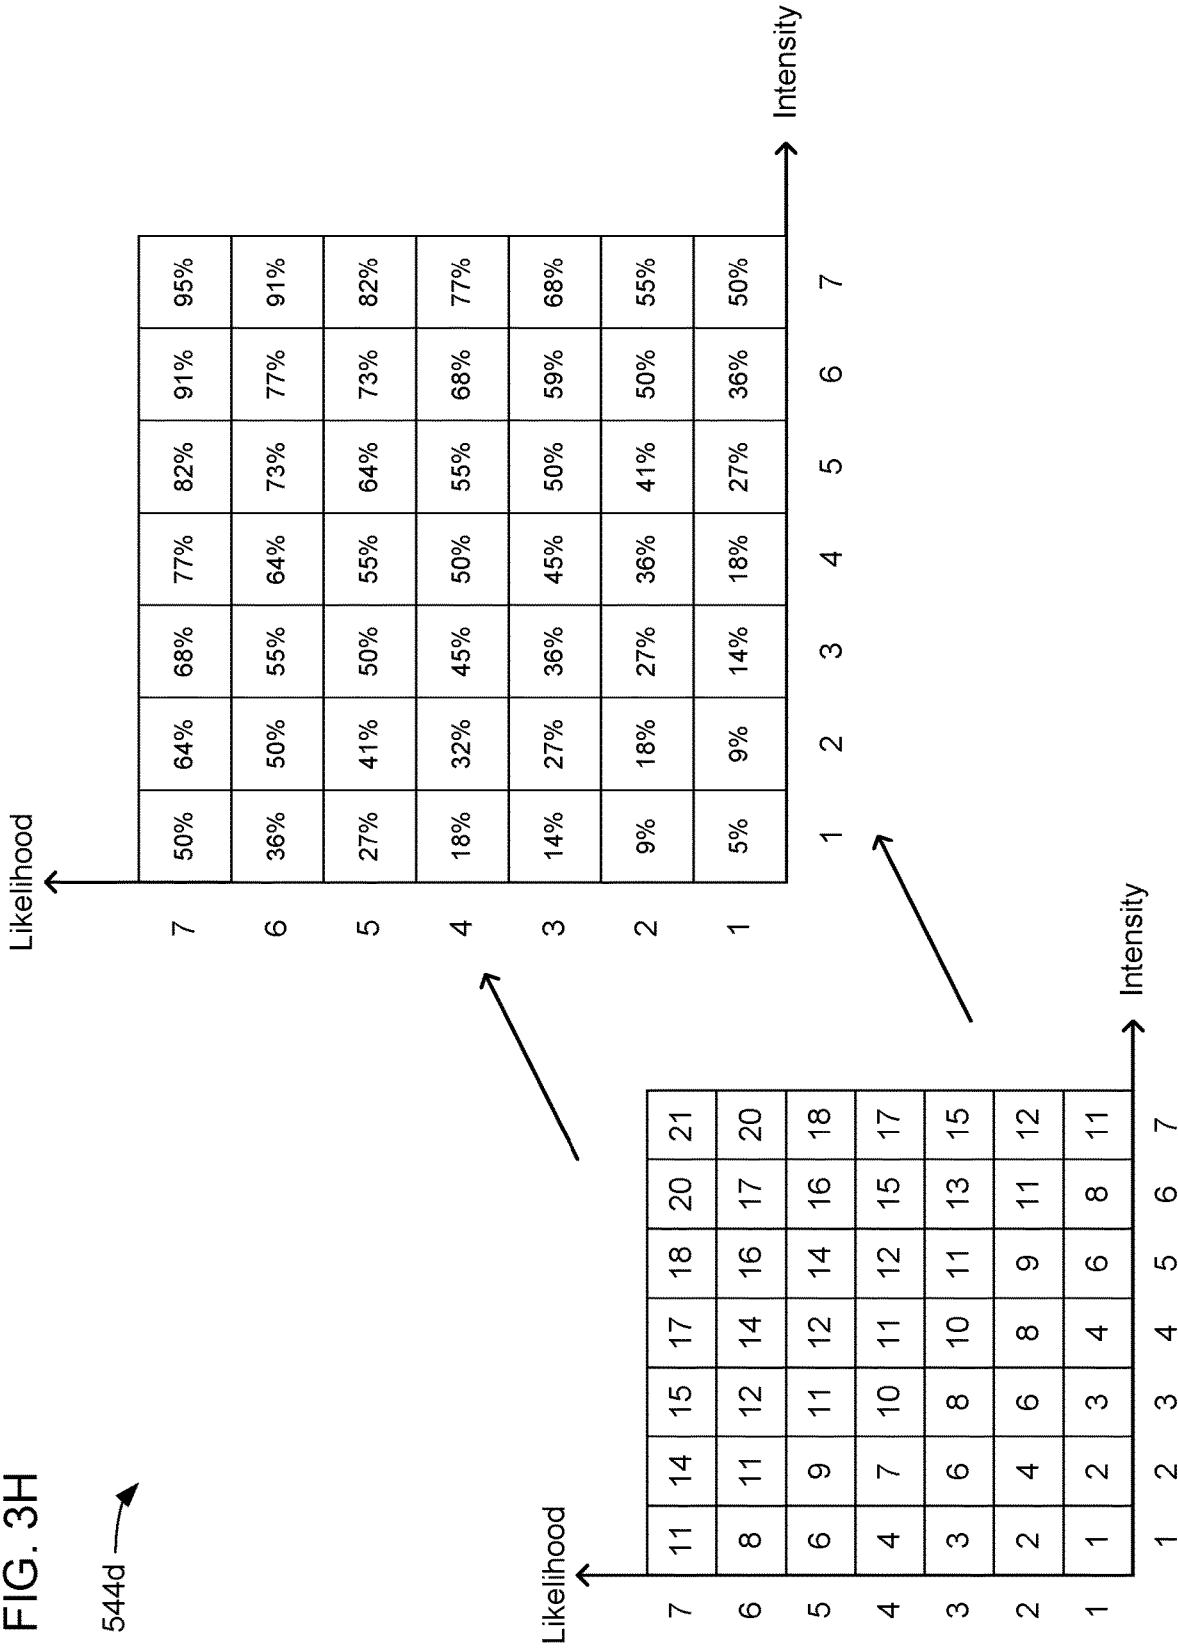 FIG. 3H
544d
Likelihood
7 11 14 15 17 18 20 21
6 8 11 12 14 16 17 20
5 6 9 11 12 14 16 18
4 4 7 10 11 12 15 17
3 3 6 8 10 11 13 15
2 2 4 6 8 9 11 12
1 1 2 3 4 6 8 11
1 2 3 4 5 6 7
Intensity
Likelihood
7 50% 64% 68% 77% 82% 91% 95%
6 36% 50% 55% 64% 73% 77% 91%
5 27% 41% 50% 55% 64% 73% 82%
4 18% 32% 45% 50% 55% 68% 77%
3 14% 27% 36% 45% 50% 59% 68%
2 9% 18% 27% 36% 41% 50% 55%
1 5% 9% 14% 18% 27% 36% 50%
1 2 3 4 5 6 7
Intensity